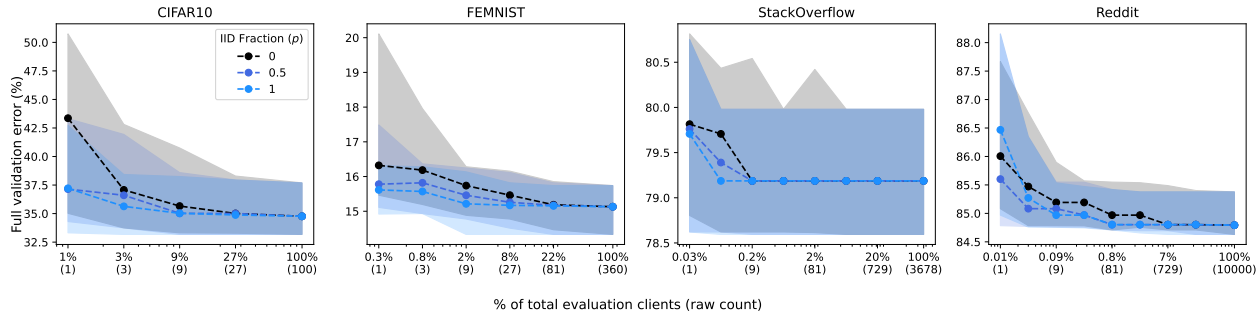 CIFAR10
FEMNIST
StackOverflow
Reddit
Full validation error (%)
50.0
47.5
45.0
42.5
40.0
37.5
35.0
32.5
IID Fraction (p)
0
0.5
1
1% 3% 9% 27% 100%
(1) (3) (9) (27) (100)
20
19
18
17
16
15
0.3% 0.8% 2% 8% 22% 100%
(1) (3) (9) (27) (81) (360)
80.5
80.0
79.5
79.0
78.5
0.03% 0.2% 2% 20% 100%
(1) (9) (81) (729) (3678)
88.0
87.5
87.0
86.5
86.0
85.5
85.0
84.5
0.01% 0.09% 0.8% 7% 100%
(1) (9) (81) (729) (10000)
% of total evaluation clients (raw count)